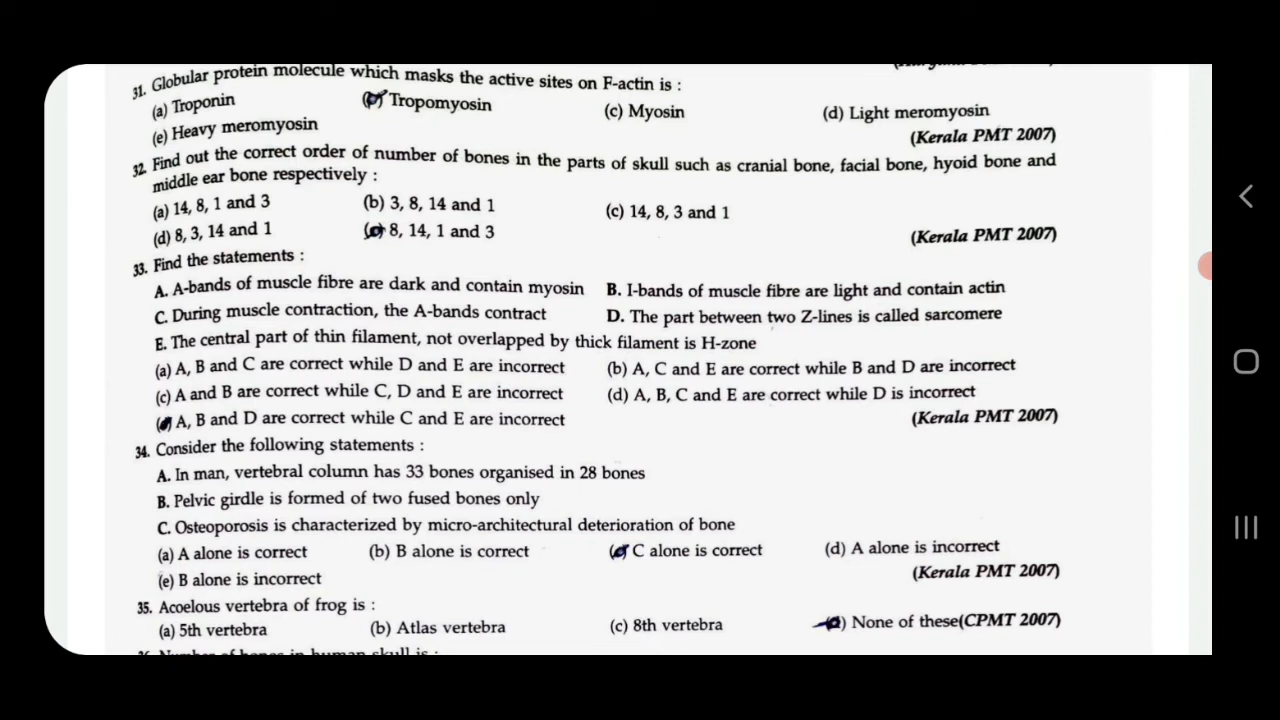 31. Globular protein molecule which masks the active sites on F-actin is :
(a) Troponin (b) Tropomyosin (c) Myosin (d) Light meromyosin
(e) Heavy meromyosin (Kerala PMT 2007)
32. Find out the correct order of number of bones in the parts of skull such as cranial bone, facial bone, hyoid bone and
middle ear bone respectively :
(a) 14, 8, 1 and 3 (b) 3, 8, 14 and 1 (c) 14, 8, 3 and 1
(d) 8, 3, 14 and 1 8, 14, 1 and 3 (Kerala PMT 2007)
33. Find the statements :
A. A-bands of muscle fibre are dark and contain myosin B. I-bands of muscle fibre are light and contain actin
C. During muscle contraction, the A-bands contract D. The part between two Z-lines is called sarcomere
E. The central part of thin filament, not overlapped by thick filament is H-zone
(a) A, B and C are correct while D and E are incorrect (b) A, C and E are correct while B and D are incorrect
(c) A and B are correct while C, D and E are incorrect (d) A, B, C and E are correct while D is incorrect
A, B and D are correct while C and E are incorrect (Kerala PMT 2007)
34. Consider the following statements :
A. In man, vertebral column has 33 bones organised in 28 bones
B. Pelvic girdle is formed of two fused bones only
C. Osteoporosis is characterized by micro-architectural deterioration of bone
(a) A alone is correct (b) B alone is correct C alone is correct (d) A alone is incorrect
(e) B alone is incorrect (Kerala PMT 2007)
35. Acoelous vertebra of frog is :
(a) 5th vertebra (b) Atlas vertebra (c) 8th vertebra None of these(CPMT 2007)
Number of bones in human skull is :